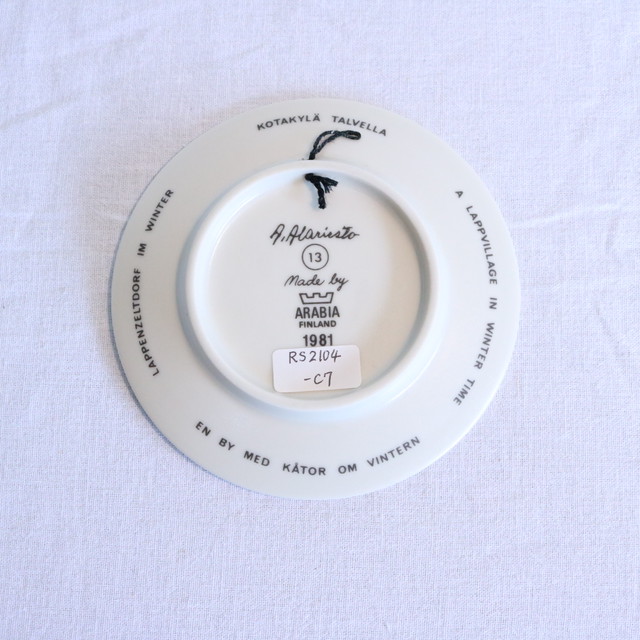 KOTAKYLÄ TALVELLA
A LAPPVILLAGE IN WINTER TIME
EN BY MED KÅTOR OM VINTERN
LAPPENZELTDORF IM WINTER
A. Alariesto
13
Made by
ARABIA
FINLAND
1981
RS2104
-C7